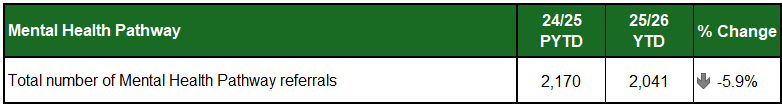 Mental Health Pathway 24/25 PYTD 25/26 YTD % Change
Total number of Mental Health Pathway referrals 2,170 2,041 -5.9%